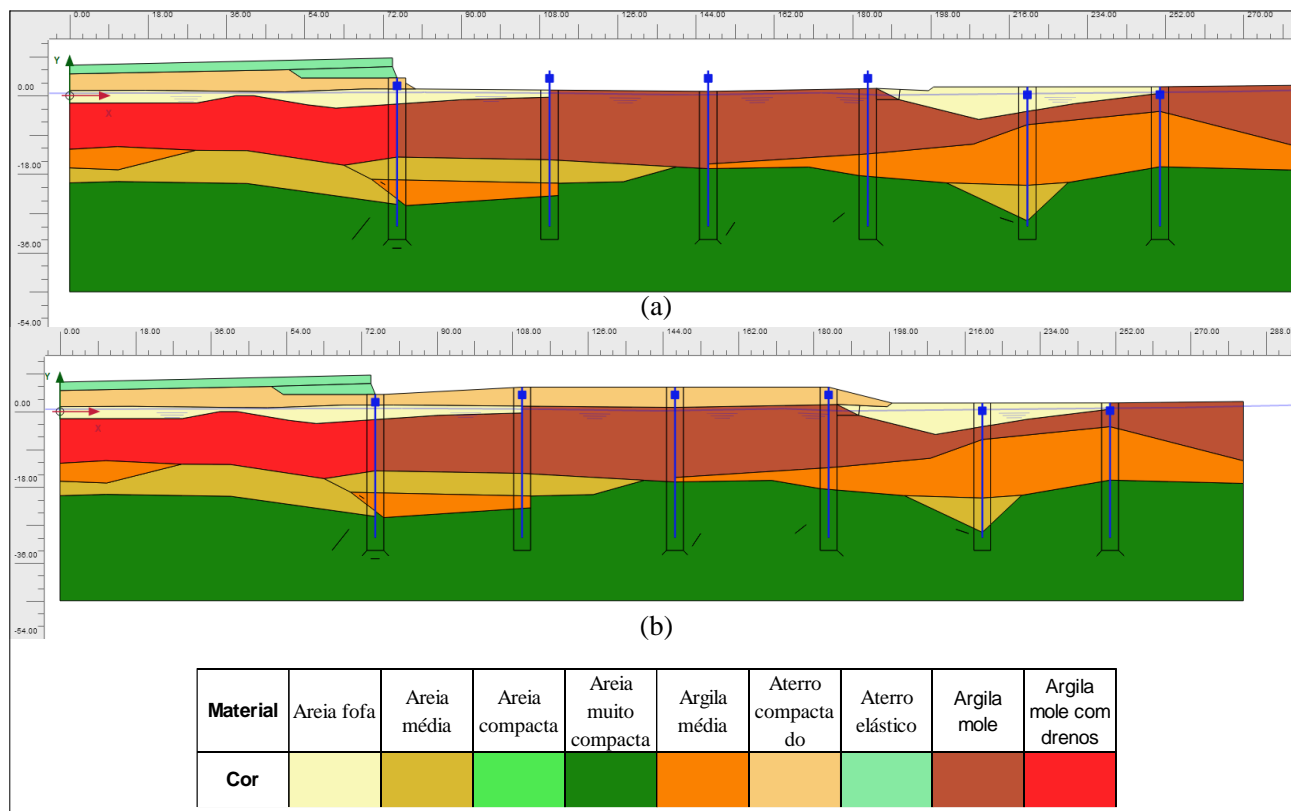 0.00 18.00 36.00 54.00 72.00 90.00 108.00 126.00 144.00 162.00 180.00 198.00 216.00 234.00 252.00 270.00
Y
0.00
X
-18.00
-36.00
-54.00
(a)
0.00 18.00 36.00 54.00 72.00 90.00 108.00 126.00 144.00 162.00 180.00 198.00 216.00 234.00 252.00 270.00 288.00
Y
0.00
X
-18.00
-36.00
-54.00
(b)
Material Areia fofa Areia média Areia compacta Areia muito compacta Argila média Aterro compacta do Aterro elástico Argila mole Argila mole com drenos
Cor